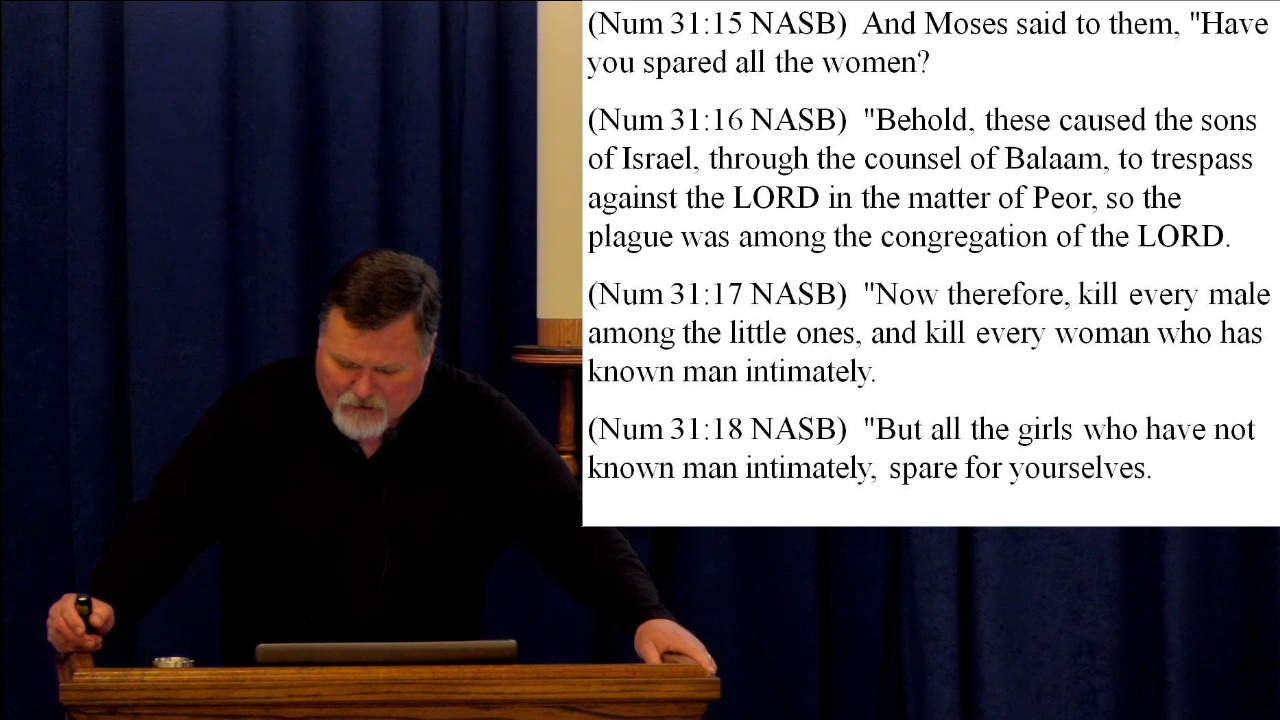 (Num 31:15 NASB)  And Moses said to them, "Have
you spared all the women?
(Num 31:16 NASB)  "Behold, these caused the sons
of Israel, through the counsel of Balaam, to trespass
against the LORD in the matter of Peor, so the
plague was among the congregation of the LORD.
(Num 31:17 NASB)  "Now therefore, kill every male
among the little ones, and kill every woman who has
known man intimately.
(Num 31:18 NASB)  "But all the girls who have not
known man intimately, spare for yourselves.